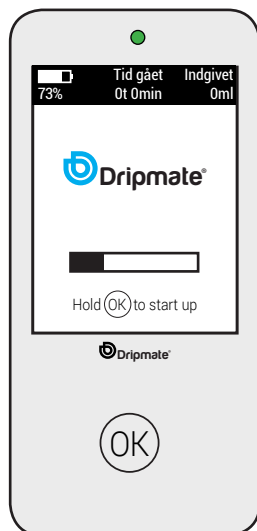 Tid gået Indgivet
73% 0t 0min 0ml
Dripmate®
Hold OK to start up
Dripmate®
OK